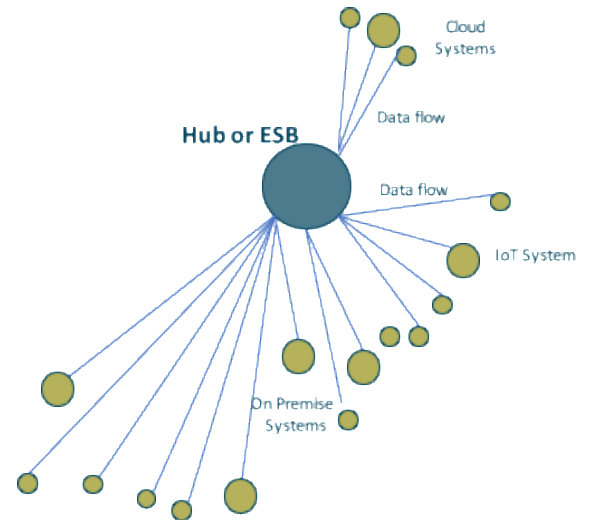 Cloud
Systems
Data flow
Hub or ESB
Data flow
IoT System
On Premise
Systems